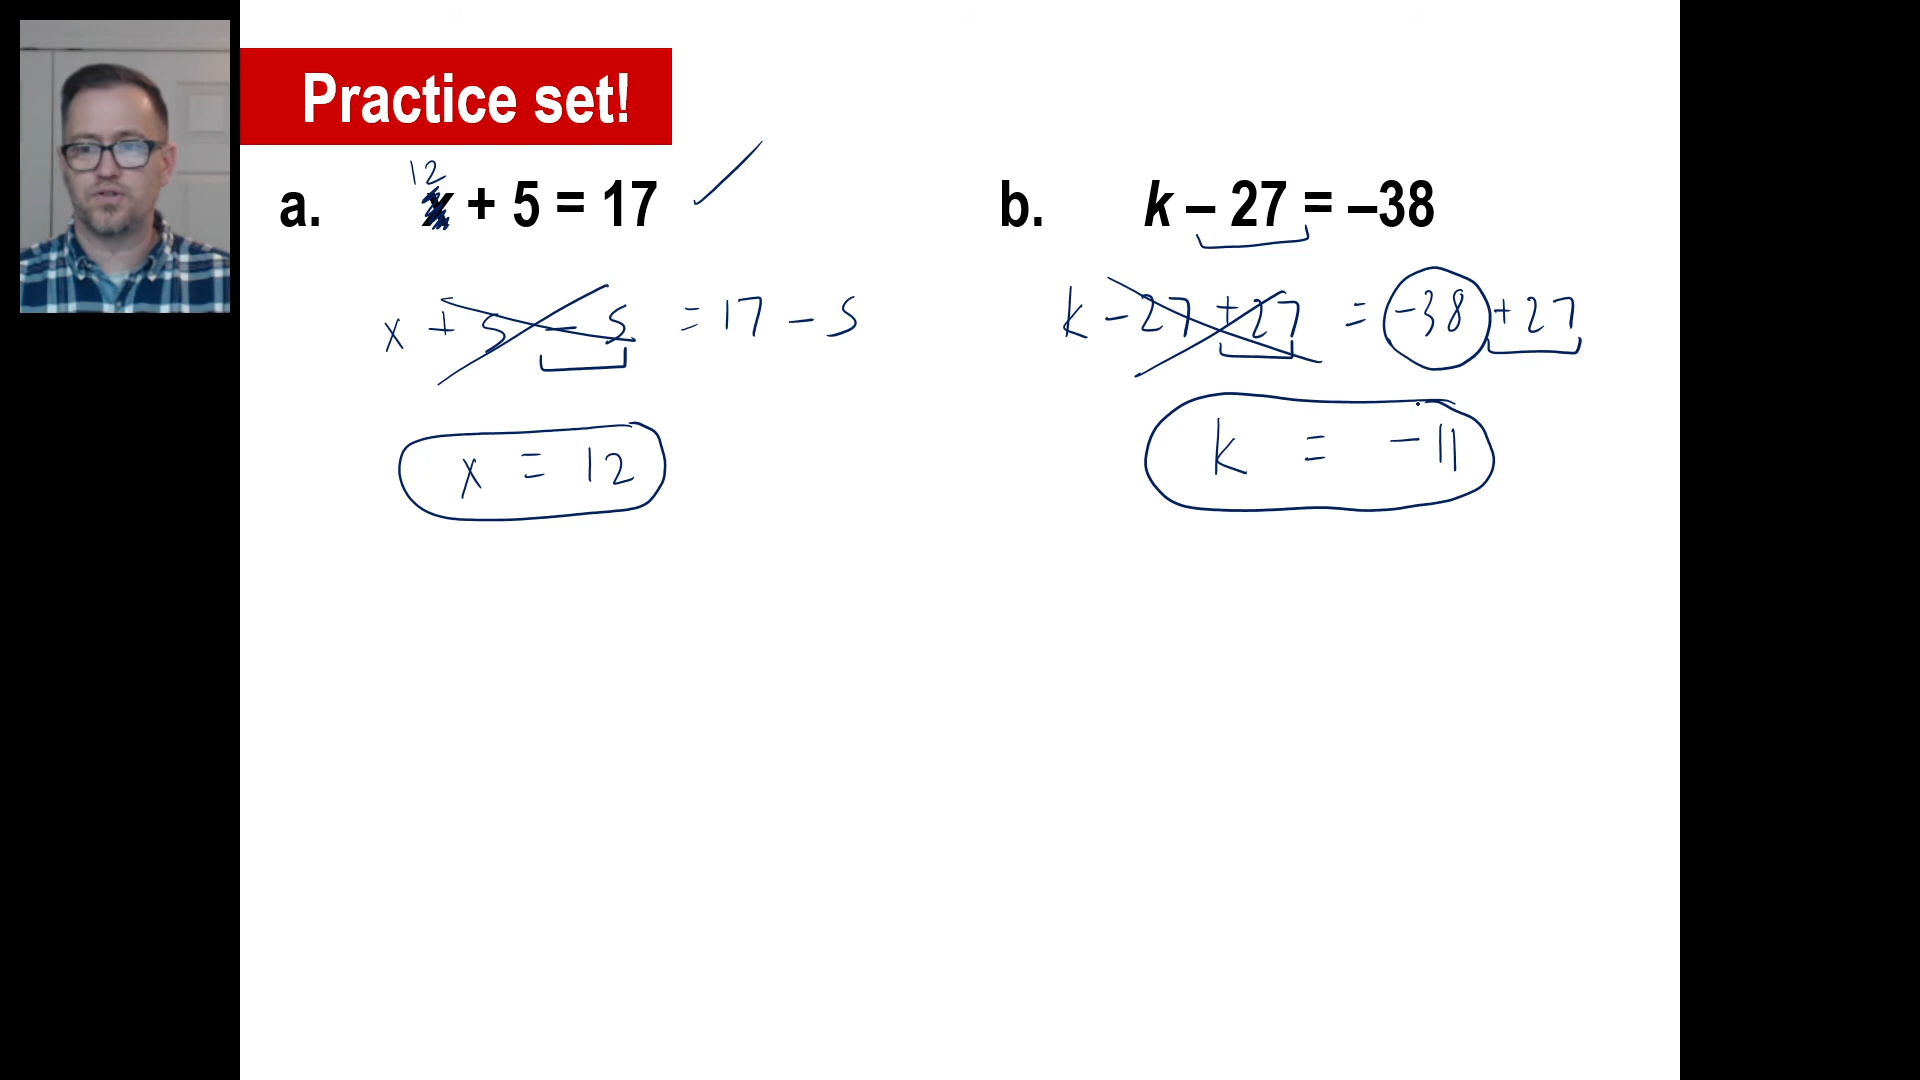 Practice set!
12
a. x + 5 = 17
x + 5 - 5 = 17 - 5
x = 12
b. k – 27 = –38
k - 27 + 27 = -38 + 27
k = -11